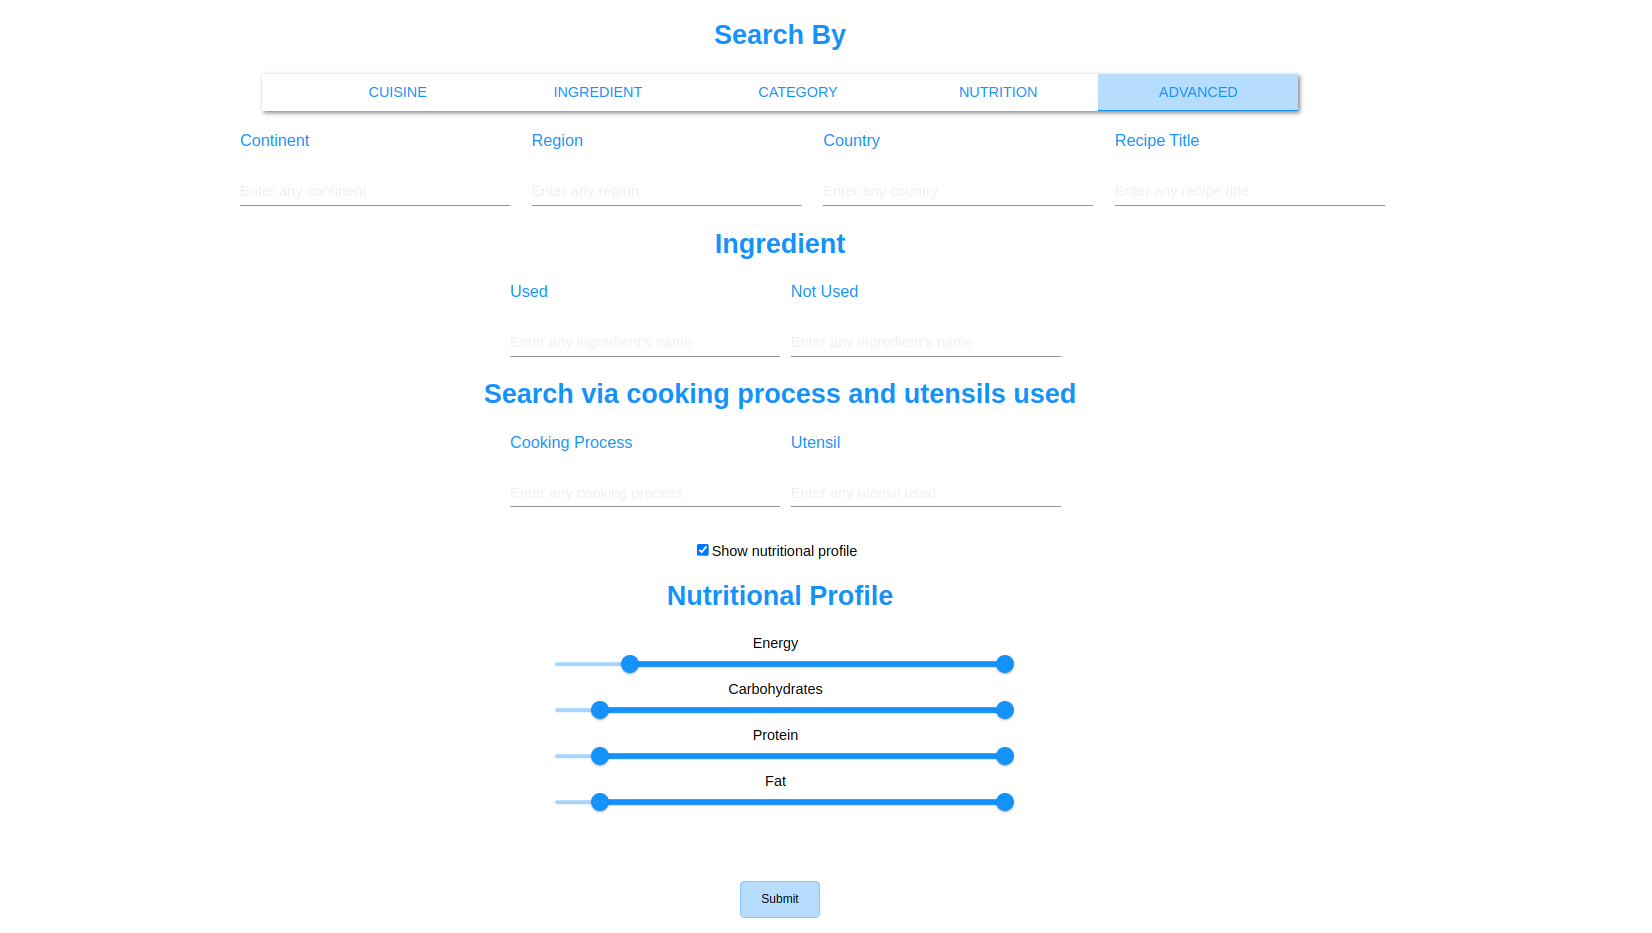 Search By
CUISINE INGREDIENT CATEGORY NUTRITION ADVANCED
Continent Region Country Recipe Title
Enter any continent Enter any region Enter any country Enter any recipe title
Ingredient
Used Not Used
Enter any ingredient's name Enter any ingredient's name
Search via cooking process and utensils used
Cooking Process Utensil
Enter any cooking process Enter any utensil used
Show nutritional profile
Nutritional Profile
Energy
Carbohydrates
Protein
Fat
Submit